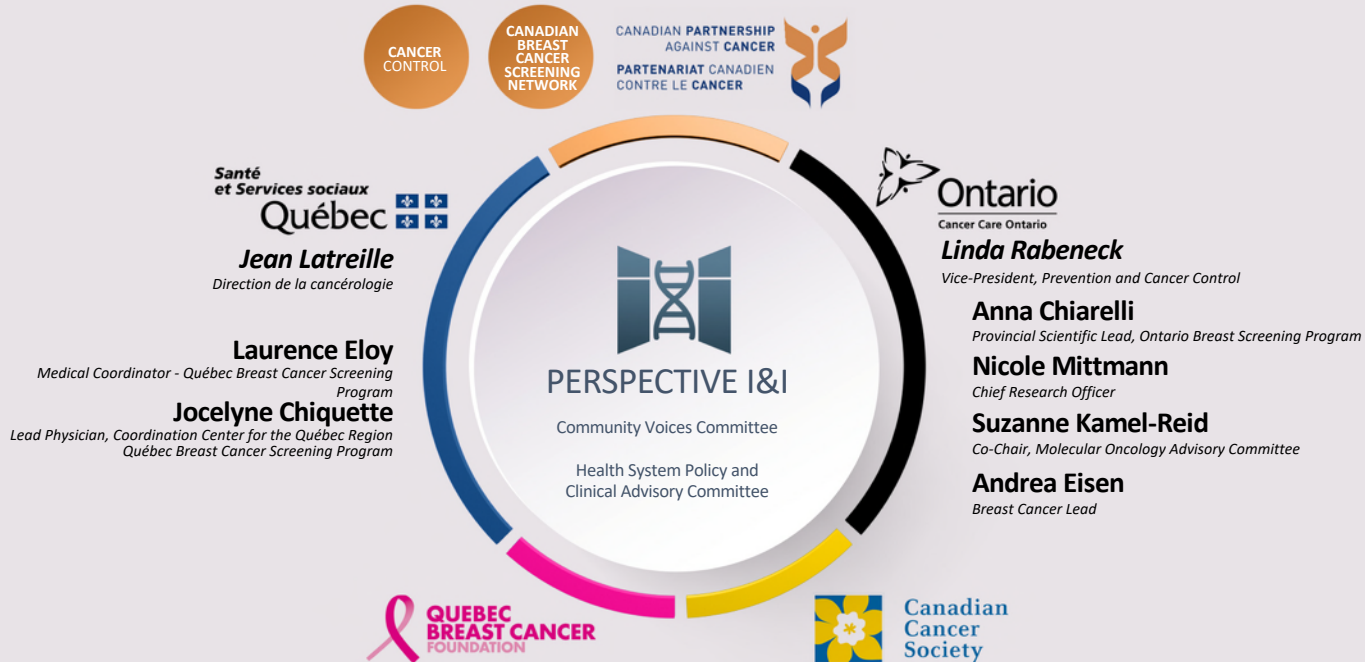 CANCER
CONTROL
CANADIAN
BREAST
CANCER
SCREENING
NETWORK
CANADIAN PARTNERSHIP
AGAINST CANCER
PARTENARIAT CANADIEN
CONTRE LE CANCER
Santé
et Services sociaux
Québec
Jean Latreille
Direction de la cancérologie
Laurence Eloy
Medical Coordinator - Québec Breast Cancer Screening
Program
Jocelyne Chiquette
Lead Physician, Coordination Center for the Québec Region
Québec Breast Cancer Screening Program
PERSPECTIVE I&I
Community Voices Committee
Health System Policy and
Clinical Advisory Committee
Ontario
Cancer Care Ontario
Linda Rabeneck
Vice-President, Prevention and Cancer Control
Anna Chiarelli
Provincial Scientific Lead, Ontario Breast Screening Program
Nicole Mittmann
Chief Research Officer
Suzanne Kamel-Reid
Co-Chair, Molecular Oncology Advisory Committee
Andrea Eisen
Breast Cancer Lead
QUEBEC
BREAST CANCER
FOUNDATION
Canadian
Cancer
Society